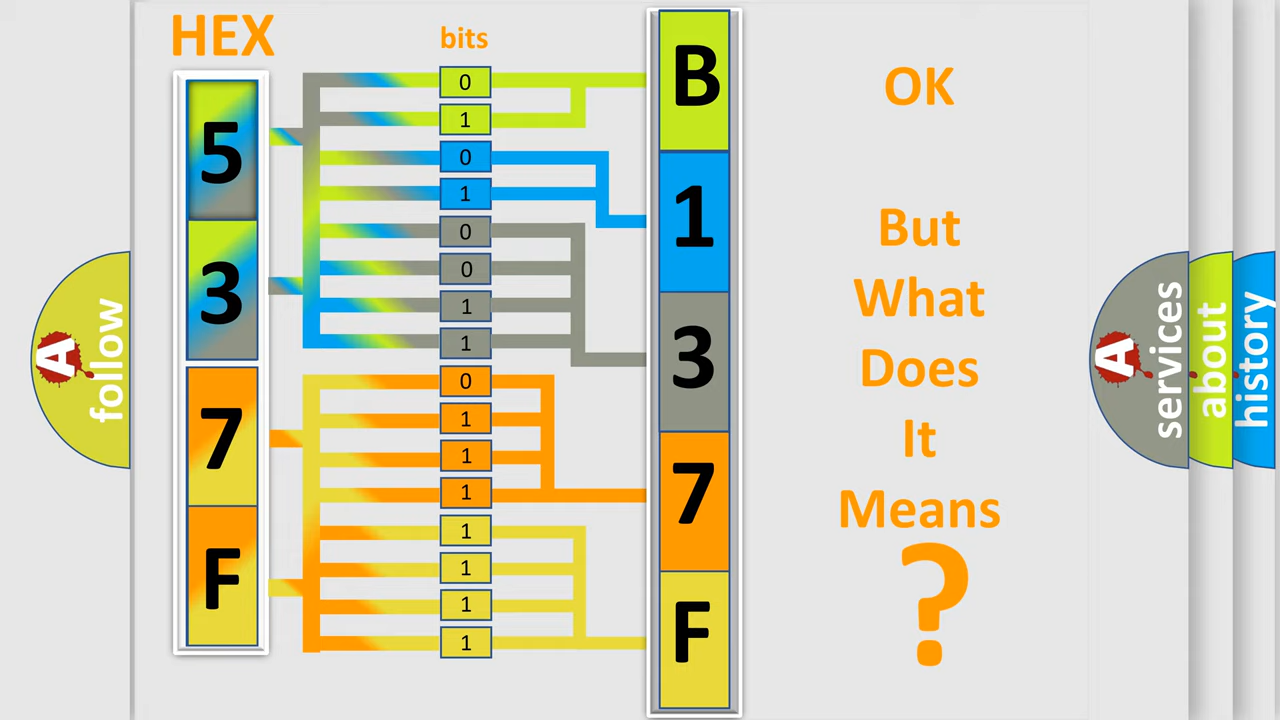 HEX
bits
5
3
7
F
0
1
0
1
0
0
1
1
0
1
1
1
1
1
1
1
B
1
3
7
F
OK
But
What
Does
It
Means
?
A
follow
A
services
about
history